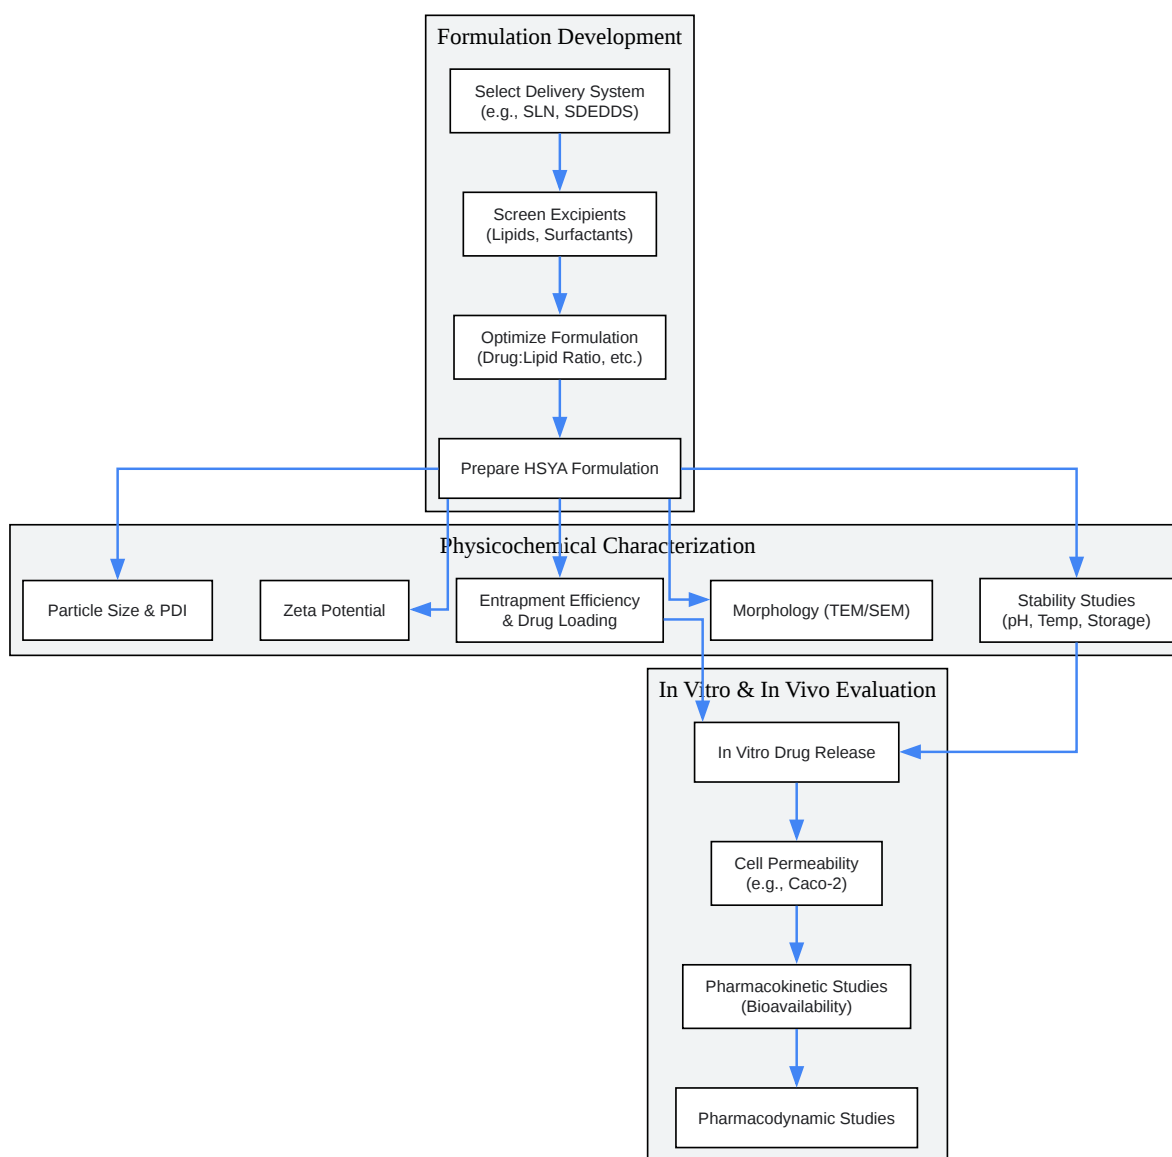 Formulation Development
Select Delivery System
(e.g., SLN, SDEDDS)
Screen Excipients
(Lipids, Surfactants)
Optimize Formulation
(Drug:Lipid Ratio, etc.)
Prepare HSYA Formulation
Physicochemical Characterization
Particle Size & PDI
Zeta Potential
Entrapment Efficiency
& Drug Loading
Morphology (TEM/SEM)
Stability Studies
(pH, Temp, Storage)
In Vitro & In Vivo Evaluation
In Vitro Drug Release
Cell Permeability
(e.g., Caco-2)
Pharmacokinetic Studies
(Bioavailability)
Pharmacodynamic Studies